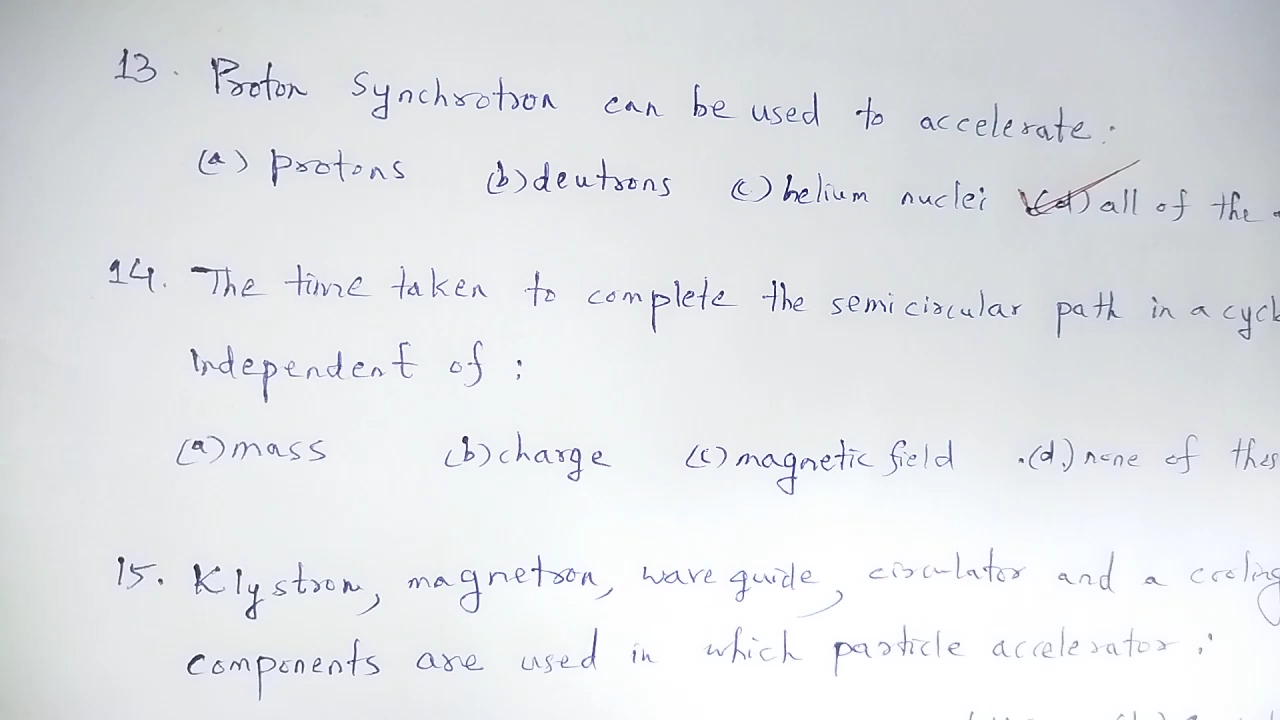 13. Proton Synchrotron can be used to accelerate:
(a) protons (b) deutrons (c) helium nuclei (d) all of the
14. The time taken to complete the semicircular path in a
independent of :
(a) mass (b) charge (c) magnetic field (d.) none of
15. Klystron, magnetron, wave guide, circulator and a cooling
components are used in which particle accelerator :